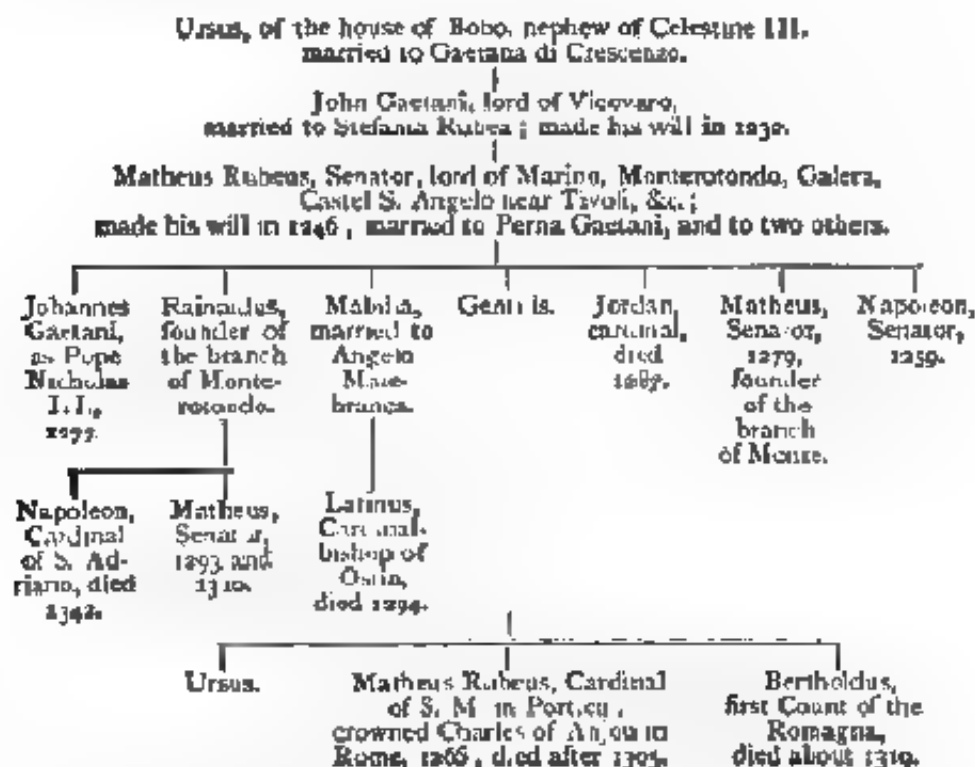 Ursus, of the house of Bobo, nephew of Celestine III.
married to Gaetana di Crescenzo.
John Gaetani, lord of Vicovaro,
married to Stefania Rubea; made his will in 1230.
Matheus Rubeus, Senator, lord of Marino, Monterotondo, Galera,
Castel S. Angelo near Tivoli, &c.;
made his will in 1246, married to Perna Gaetani, and to two others.
Johannes
Gaetani,
as Pope
Nicholas
1277.
Rainaldus,
founder of
the branch
of Monte-
rotondo.
Mabilia,
married to
Angelo
Male-
branca.
Gentilis.
Jordan,
cardinal,
died
Matheus,
Senator,
1279,
founder
of the
branch
of Monte.
Napoleon,
Senator,
1259.
Napoleon,
Cardinal
of S. Ad-
riano, died
1342.
Matheus,
Senator,
1293 and
1310.
Latinus,
Cardinal-
bishop of
Ostia,
died 1294.
Ursus.
Matheus Rubeus, Cardinal
of S. M. in Porticu,
crowned Charles of Anjou in
Rome, 1266, died after
Bertholdus,
first Count of the
Romagna,
died about 1319.